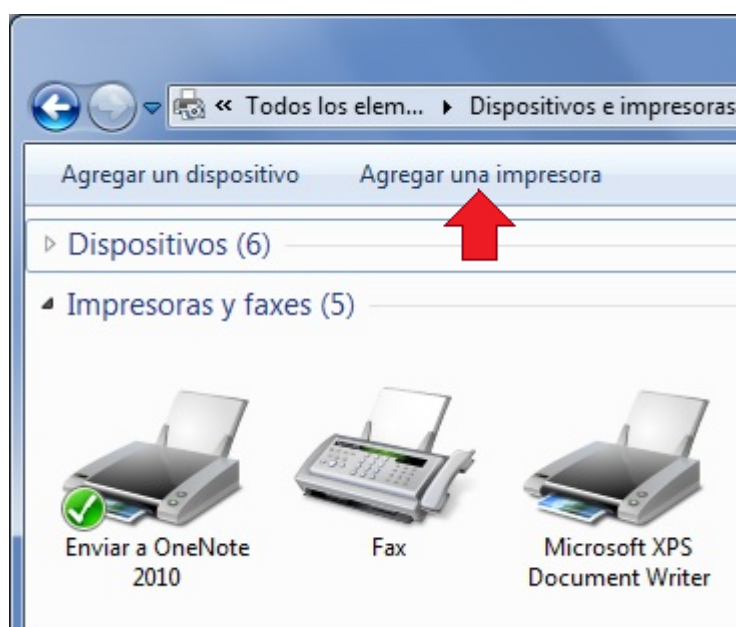 « Todos los elem... ▸ Dispositivos e impresoras
Agregar un dispositivo Agregar una impresora
Dispositivos (6)
Impresoras y faxes (5)
Enviar a OneNote
2010
Fax
Microsoft XPS
Document Writer